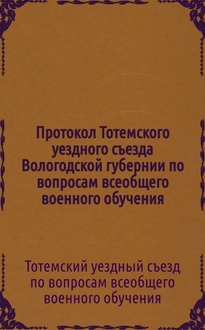 Протокол Тотемского
уездного съезда
Вологодской губернии по
вопросам всеобщего
военного обучения
Тотемский уездный съезд
по вопросам всеобщего
военного обучения